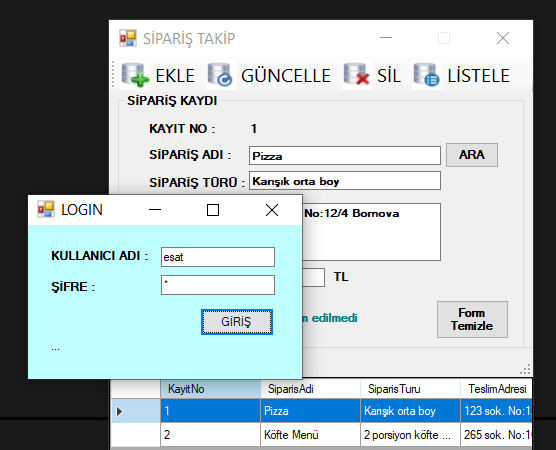 SİPARİŞ TAKİP
EKLE GÜNCELLE SİL LİSTELE
SİPARİŞ KAYDI
KAYIT NO : 1
SİPARİŞ ADI : Pizza ARA
SİPARİŞ TÜRÜ : Karışık orta boy
No:12/4 Bornova
TL
edilmedi
Form
Temizle
LOGIN
KULLANICI ADI : esat
ŞİFRE : *
GİRİŞ
...
KayitNo SiparisAdi SiparisTuru TeslimAdresi
1 Pizza Karışık orta boy 123 sok. No:1
2 Köfte Menü 2 porsiyon köfte ... 265 sok. No:1